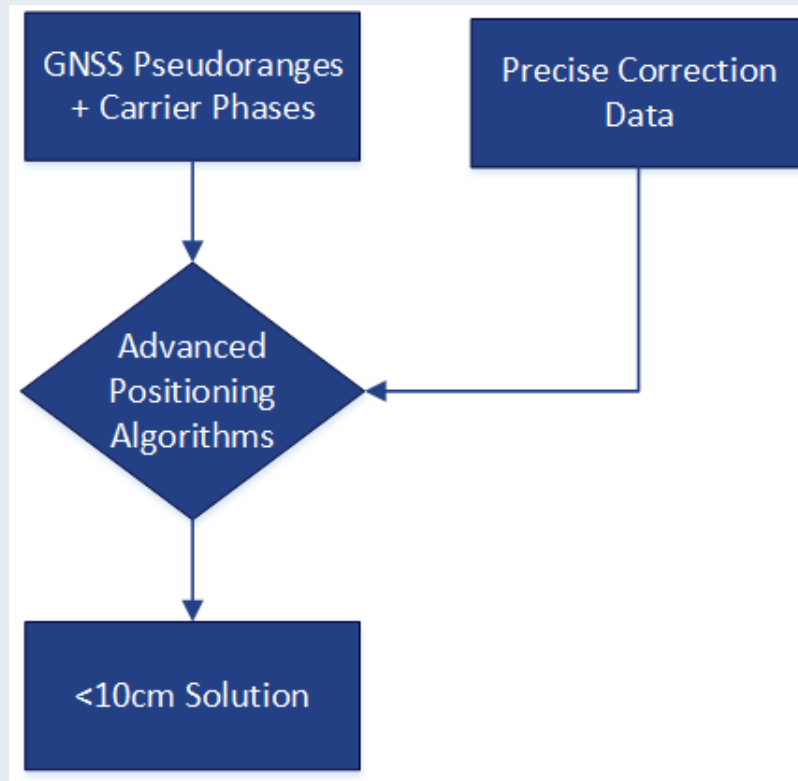 GNSS Pseudoranges
+ Carrier Phases
Precise Correction
Data
Advanced
Positioning
Algorithms
<10cm Solution